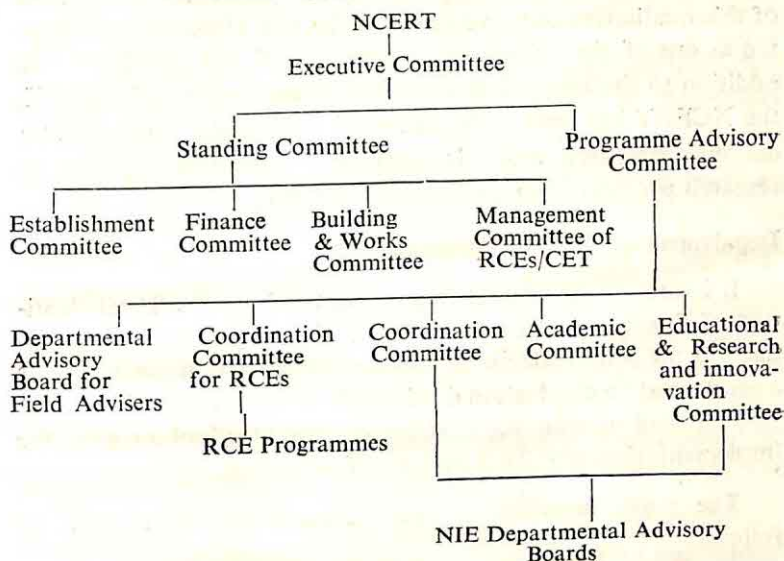 NCERT
Executive Committee
Standing Committee
Programme Advisory
Committee
Establishment
Committee
Finance
Committee
Building
& Works
Committee
Management
Committee of
RCEs/CET
Departmental
Advisory
Board for
Field Advisers
Coordination
Committee
for RCEs
RCE Programmes
Coordination
Committee
Academic
Committee
Educational
& Research
and innova-
vation
Committee
NIE Departmental Advisory
Boards